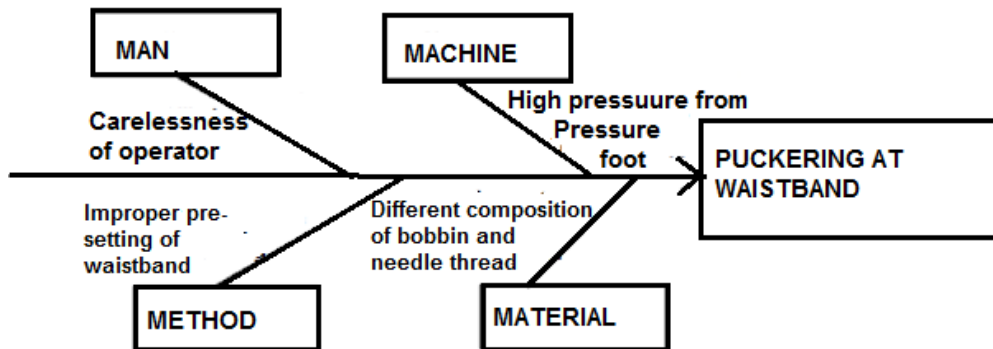 MAN
MACHINE
Carelessness
of operator
High pressuure from
Pressure
foot
PUCKERING AT
WAISTBAND
Improper pre-
setting of
waistband
Different composition
of bobbin and
needle thread
METHOD
MATERIAL